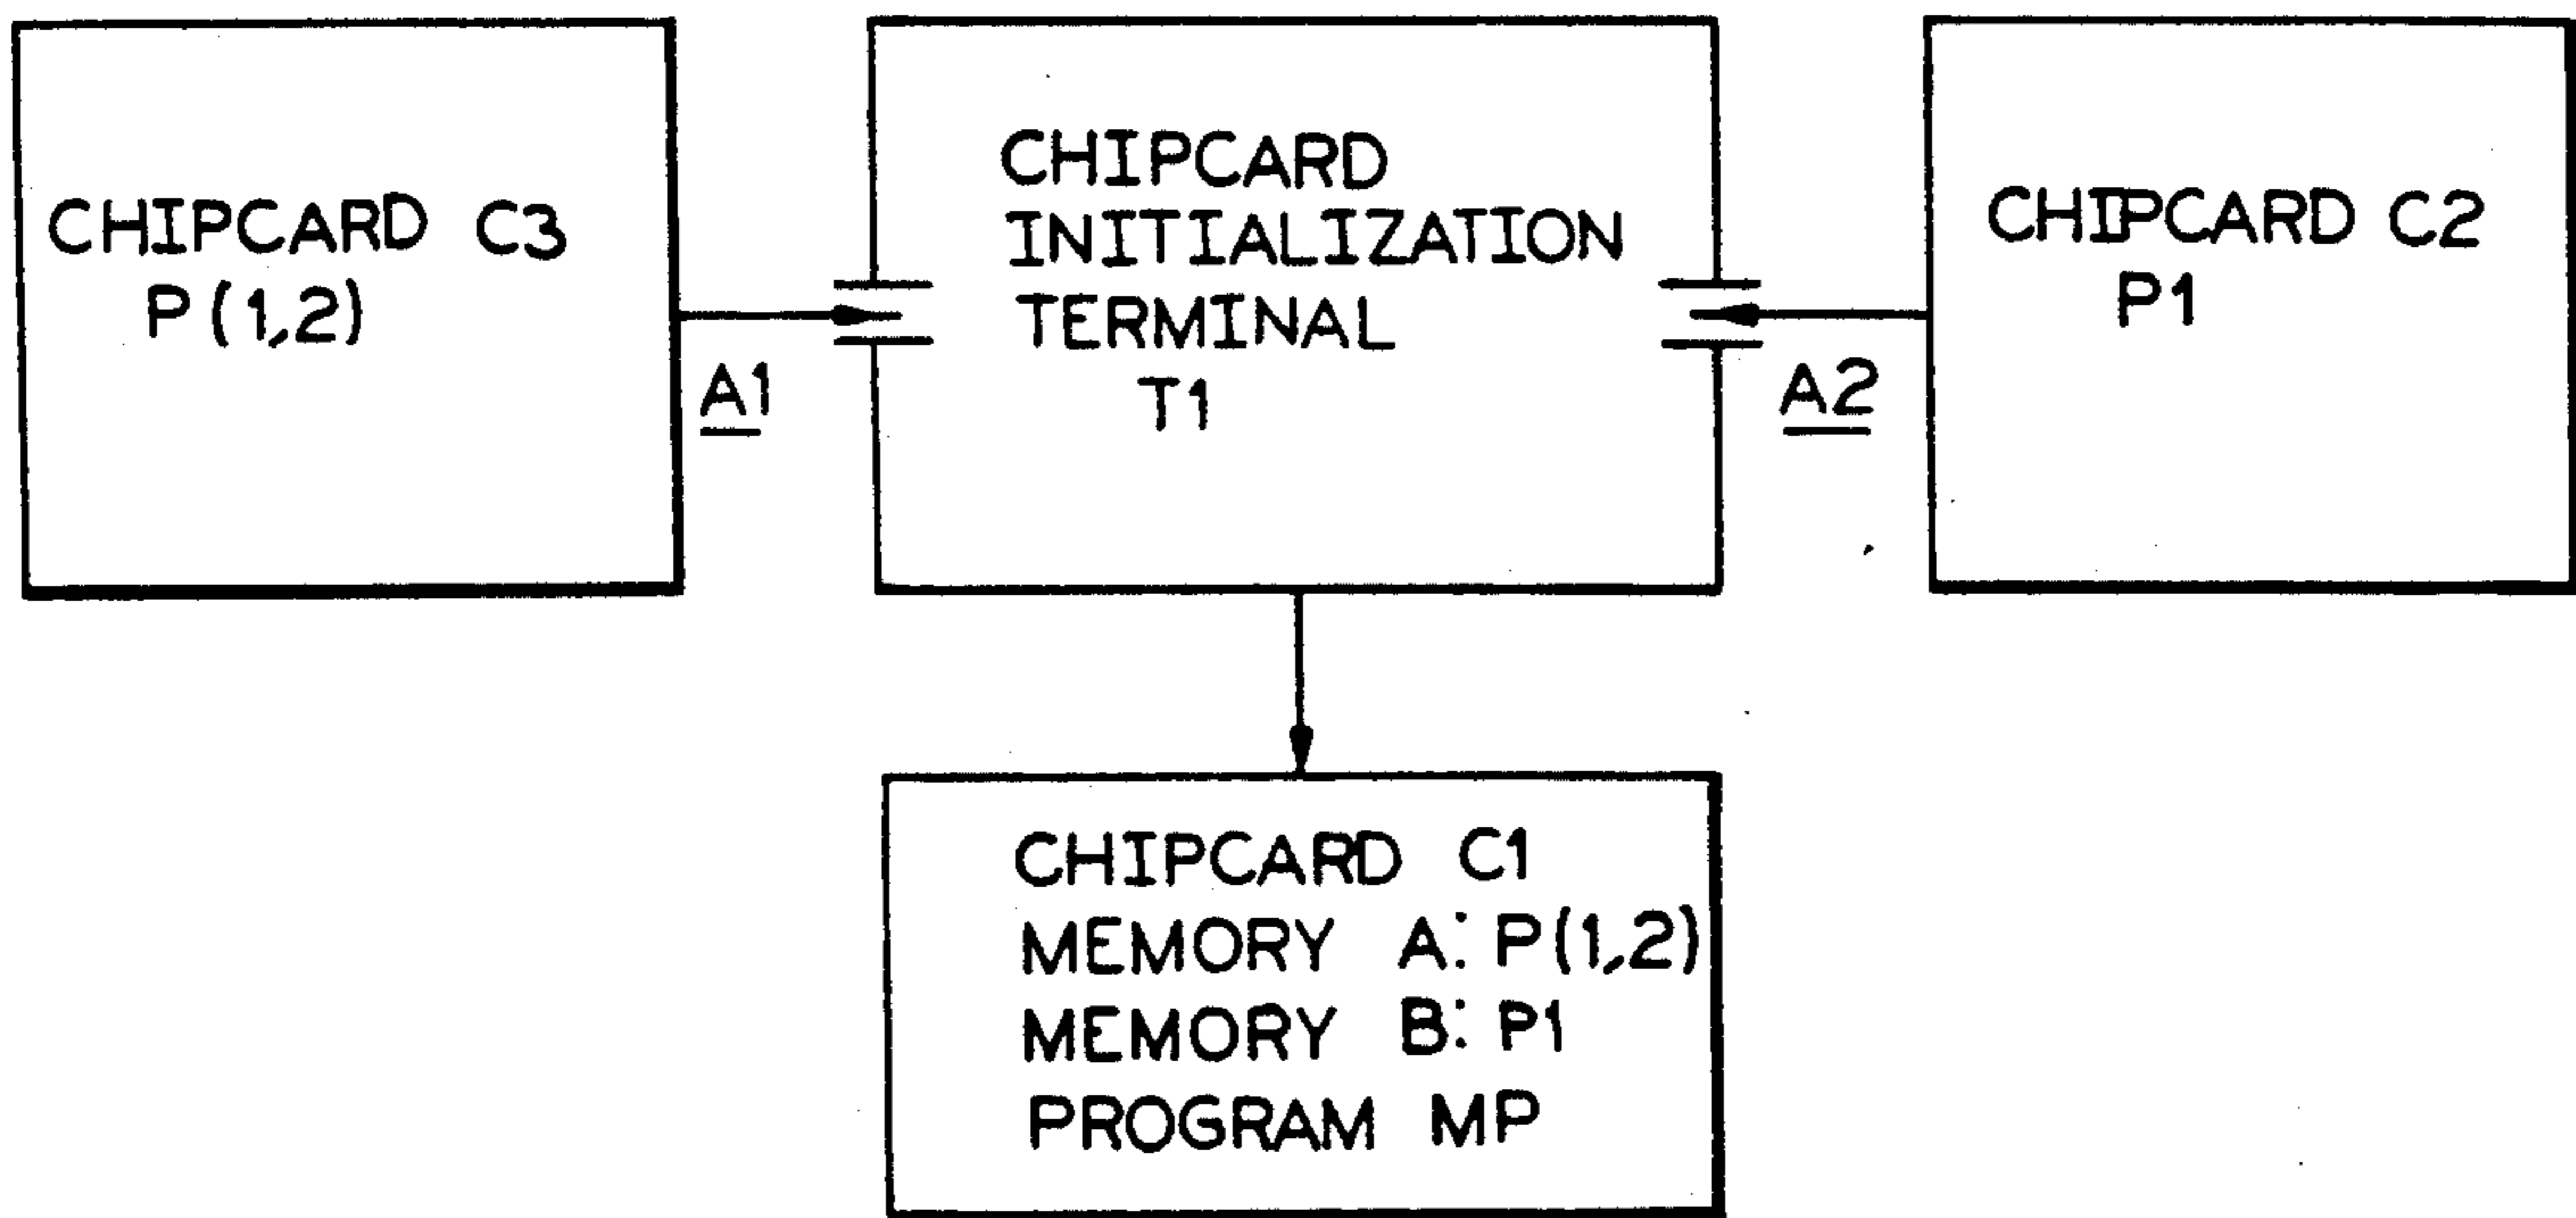 CHIPCARD C3
P(1,2)
A1
CHIPCARD
INITIALIZATION
TERMINAL
T1
A2
CHIPCARD C2
P1
CHIPCARD C1
MEMORY A: P(1,2)
MEMORY B: P1
PROGRAM MP